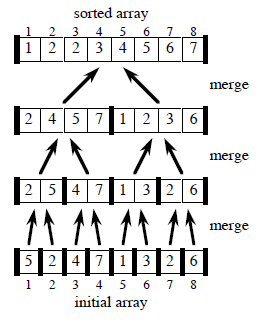 sorted array
1 2 3 4 5 6 7 8
1 2 2 3 4 5 6 7
merge
2 4 5 7 1 2 3 6
merge
2 5 4 7 1 3 2 6
merge
5 2 4 7 1 3 2 6
1 2 3 4 5 6 7 8
initial array